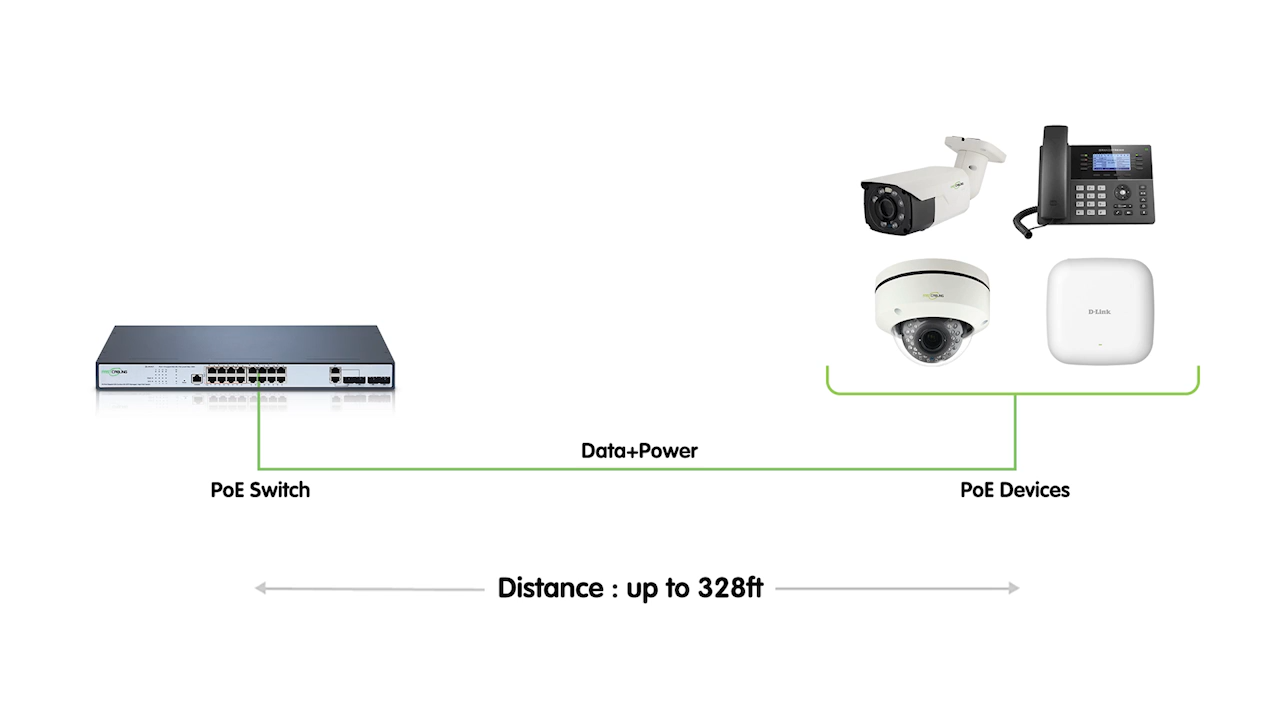 D-Link
Data+Power
PoE Switch
PoE Devices
Distance : up to 328ft